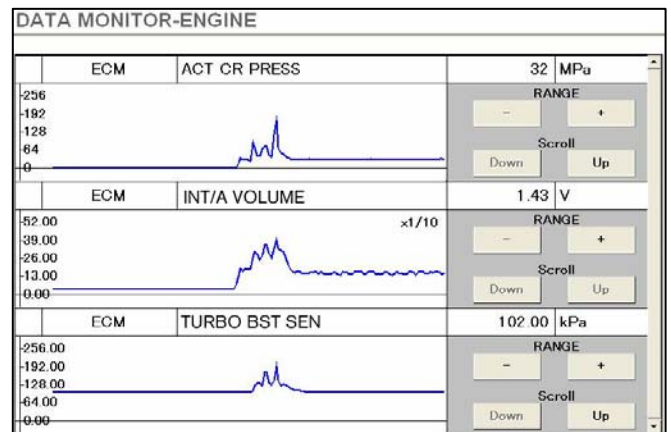 DATA MONITOR-ENGINE
ECM ACT CR PRESS 32 MPa
-256
-192
-128
-64
-0
RANGE
- +
Scroll
Down Up
ECM INT/A VOLUME 1.43 V
-52.00
-39.00
-26.00
-13.00
-0.00
×1/10
RANGE
- +
Scroll
Down Up
ECM TURBO BST SEN 102.00 kPa
-256.00
-192.00
-128.00
-64.00
-0.00
RANGE
- +
Scroll
Down Up